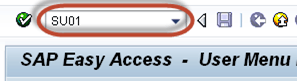 SU01
SAP Easy Access - User Menu